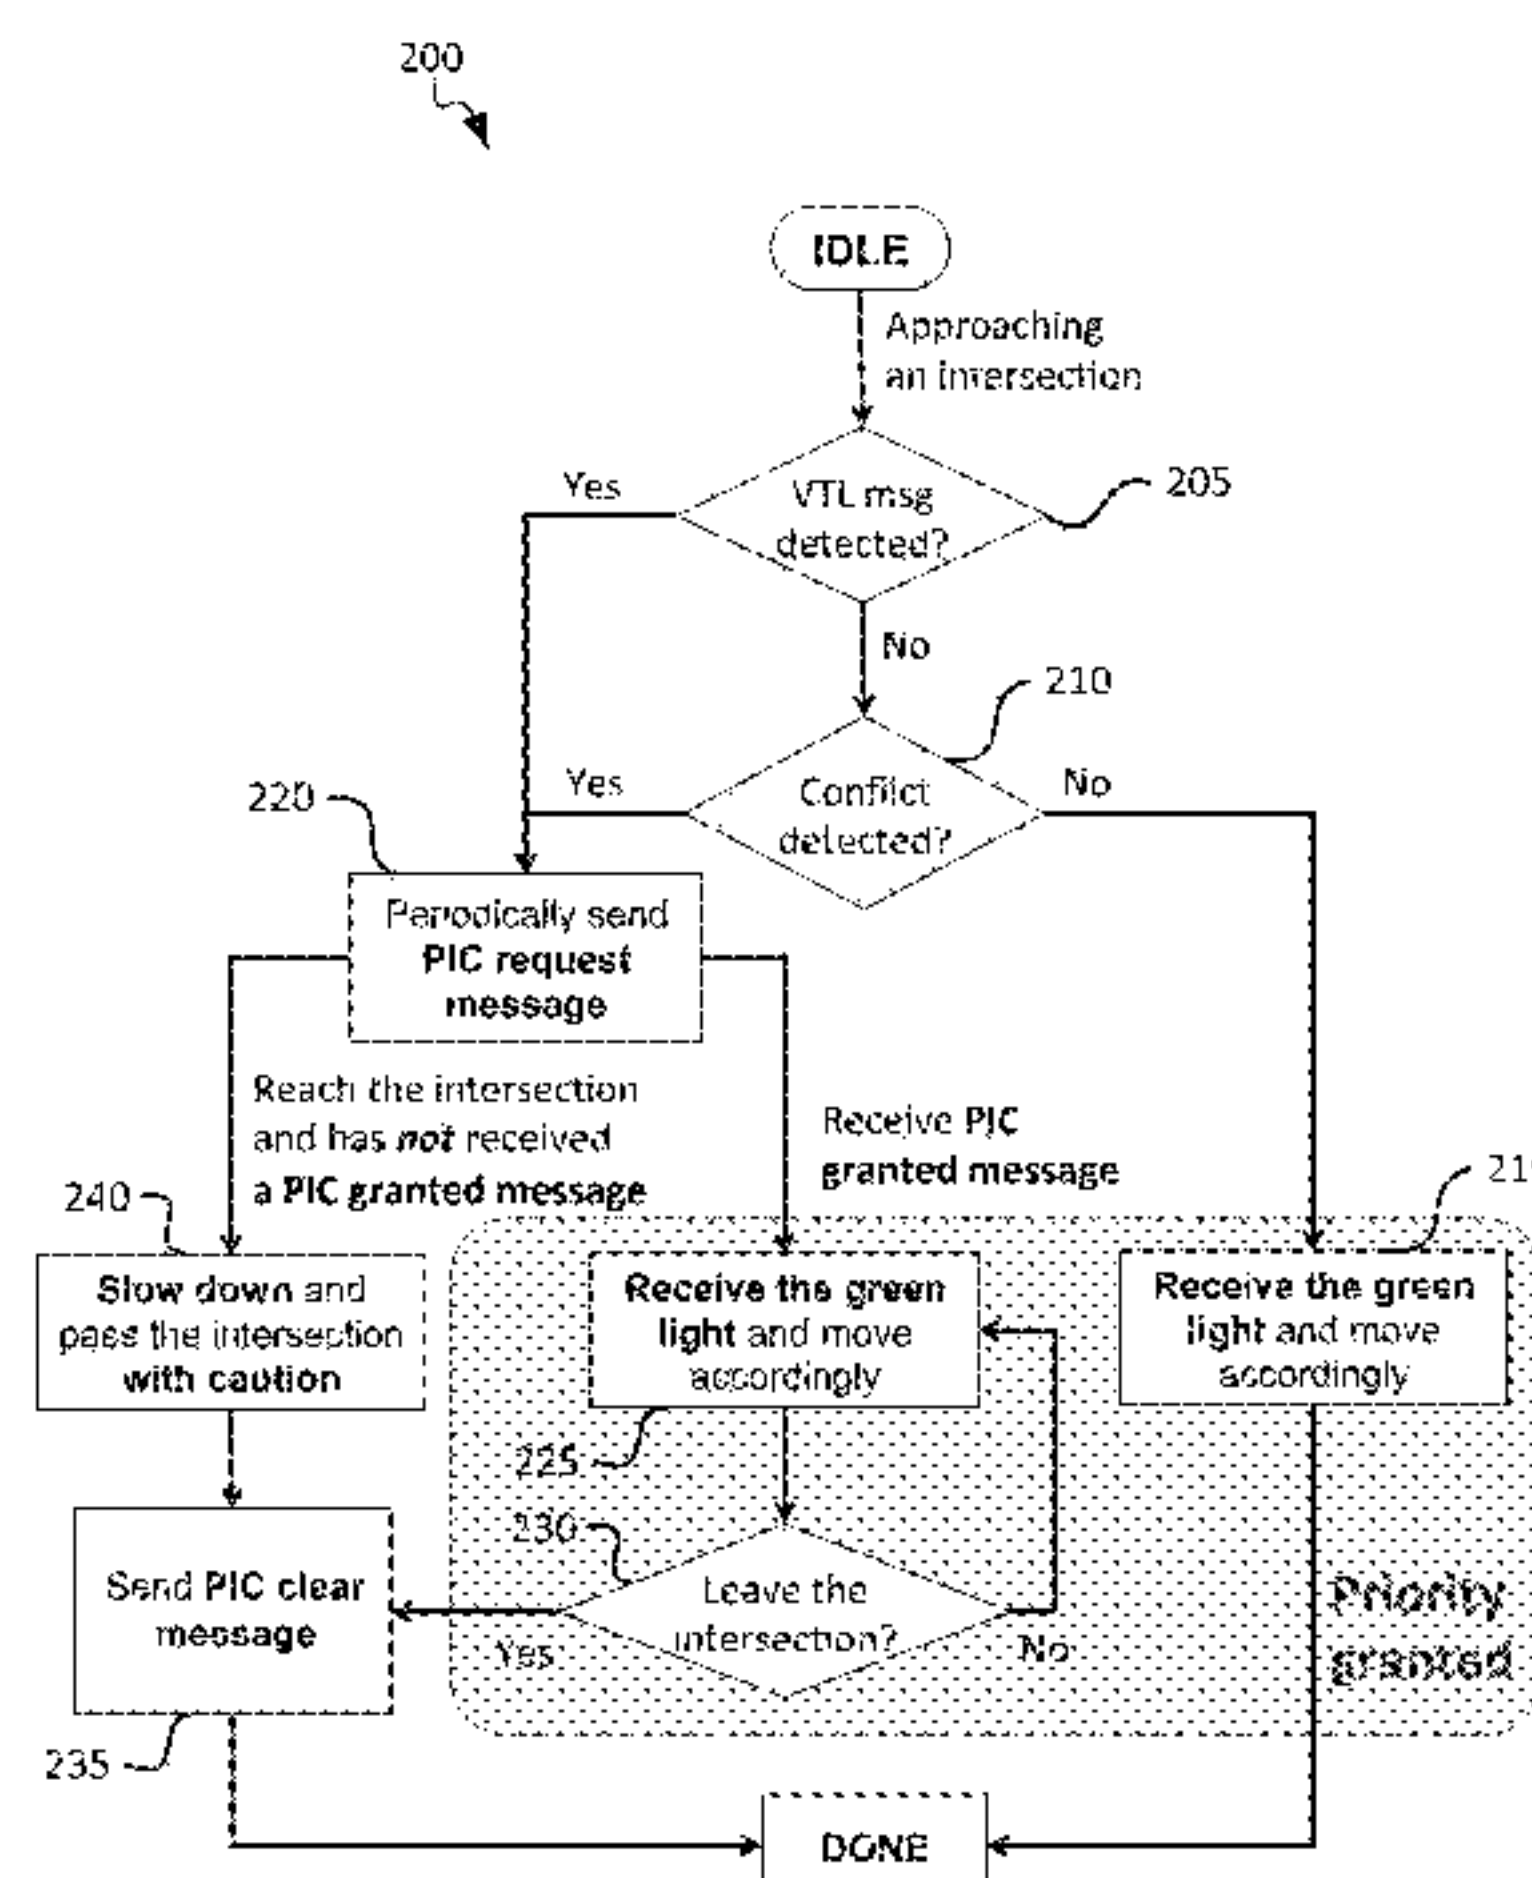 200
IDLE
Approaching
an intersection
Yes
VTL msg
detected?
205
No
210
Yes
Conflict
detected?
No
220
Periodically send
PIC request
message
Reach the intersection
and has not received
a PIC granted message
Receive PIC
granted message
240
Slow down and
pass the intersection
with caution
Receive the green
light and move
accordingly
Receive the green
light and move
accordingly
225
230
Send PIC clear
message
Leave the
intersection?
Yes
No
Priority
granted
235
DONE